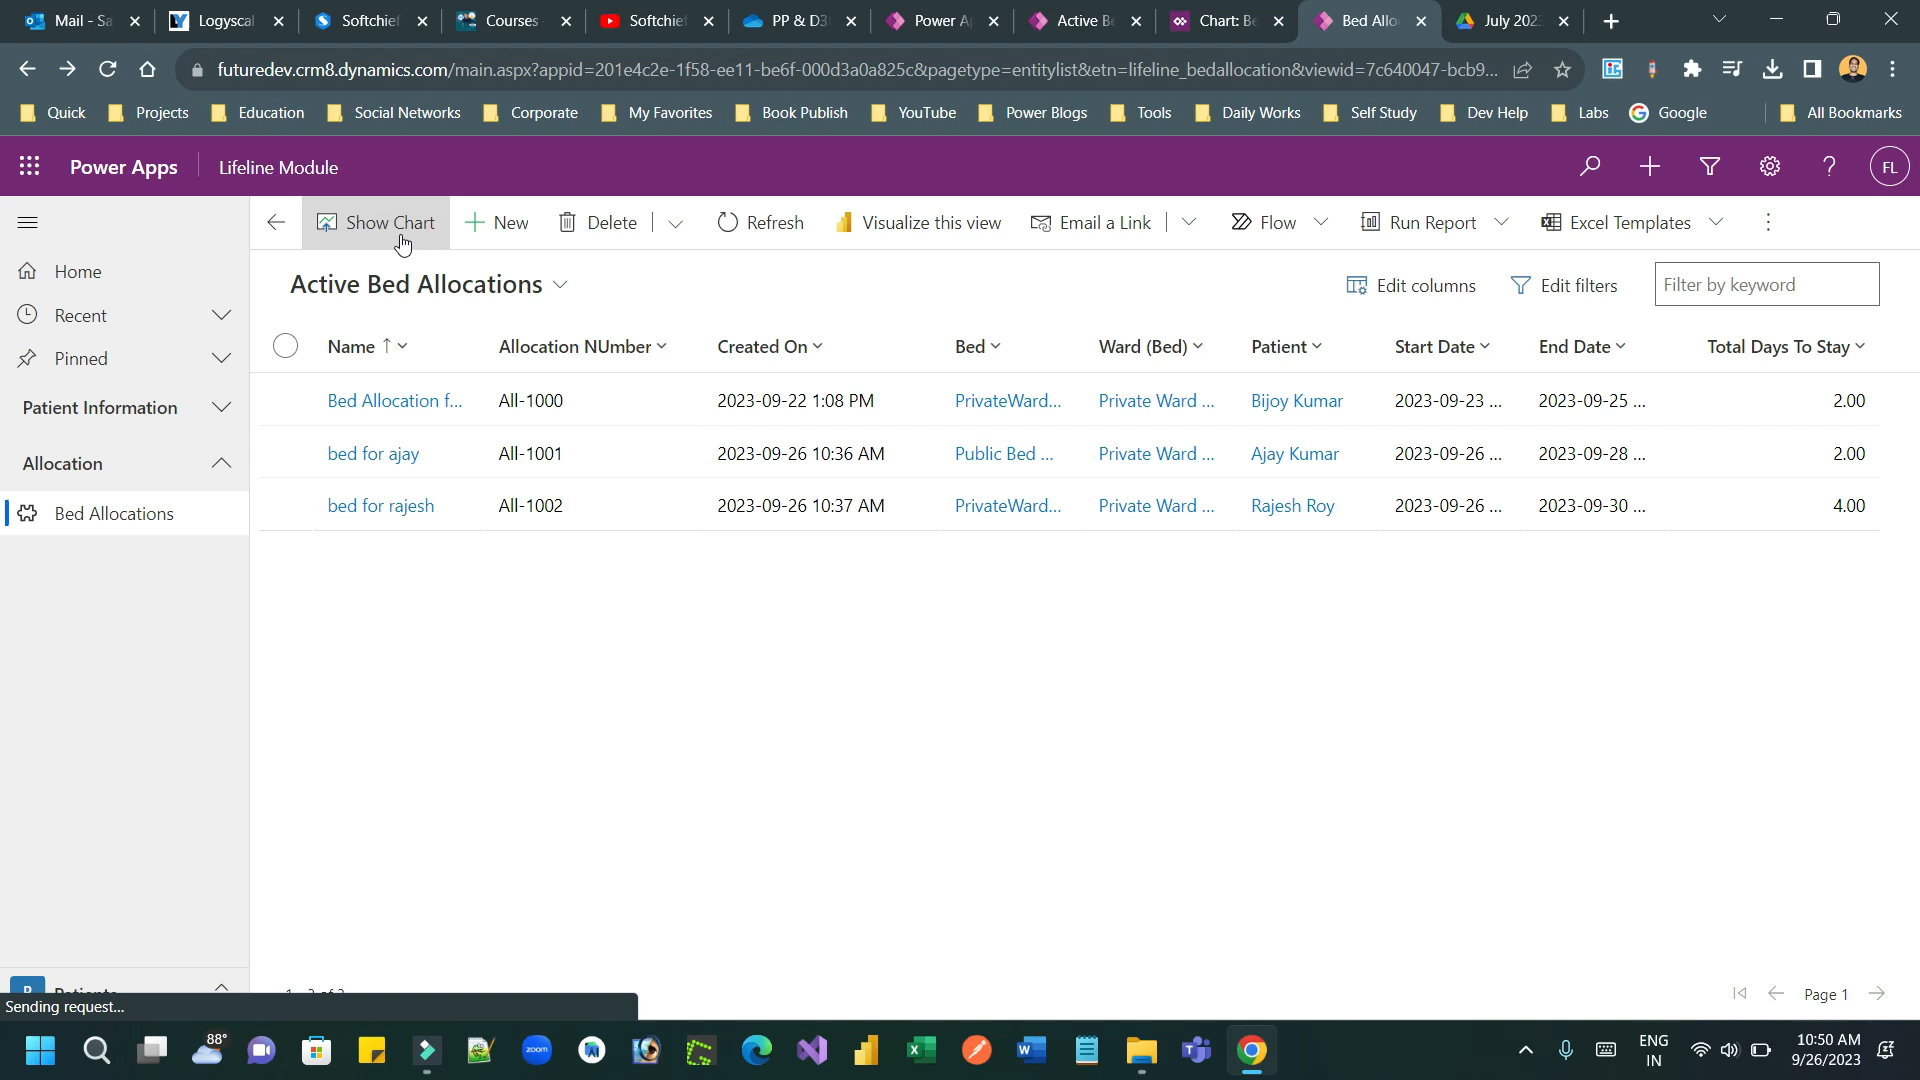 Mail - Sa
Logyscal
Softchief
Courses
Softchief
PP & D3
Power A
Active Be
Chart: Be
Bed Allo
July 202
futuredev.crm8.dynamics.com/main.aspx?appid=201e4c2e-1f58-ee11-be6f-000d3a0a825c&pagetype=entitylist&etn=lifeline_bedallocation&viewid=7c640047-bcb9...
Quick
Projects
Education
Social Networks
Corporate
My Favorites
Book Publish
YouTube
Power Blogs
Tools
Daily Works
Self Study
Dev Help
Labs
Google
All Bookmarks
Power Apps
Lifeline Module
FL
Show Chart
New
Delete
Refresh
Visualize this view
Email a Link
Flow
Run Report
Excel Templates
Home
Recent
Pinned
Patient Information
Allocation
Bed Allocations
Active Bed Allocations
Edit columns
Edit filters
Filter by keyword
Name Allocation NUmber Created On Bed Ward (Bed) Patient Start Date End Date Total Days To Stay
Bed Allocation f... All-1000 2023-09-22 1:08 PM PrivateWard... Private Ward ... Bijoy Kumar 2023-09-23 ... 2023-09-25 ... 2.00
bed for ajay All-1001 2023-09-26 10:36 AM Public Bed ... Private Ward ... Ajay Kumar 2023-09-26 ... 2023-09-28 ... 2.00
bed for rajesh All-1002 2023-09-26 10:37 AM PrivateWard... Private Ward ... Rajesh Roy 2023-09-26 ... 2023-09-30 ... 4.00
Page 1
Sending request...
88°
zoom
ENG
IN
10:50 AM
9/26/2023